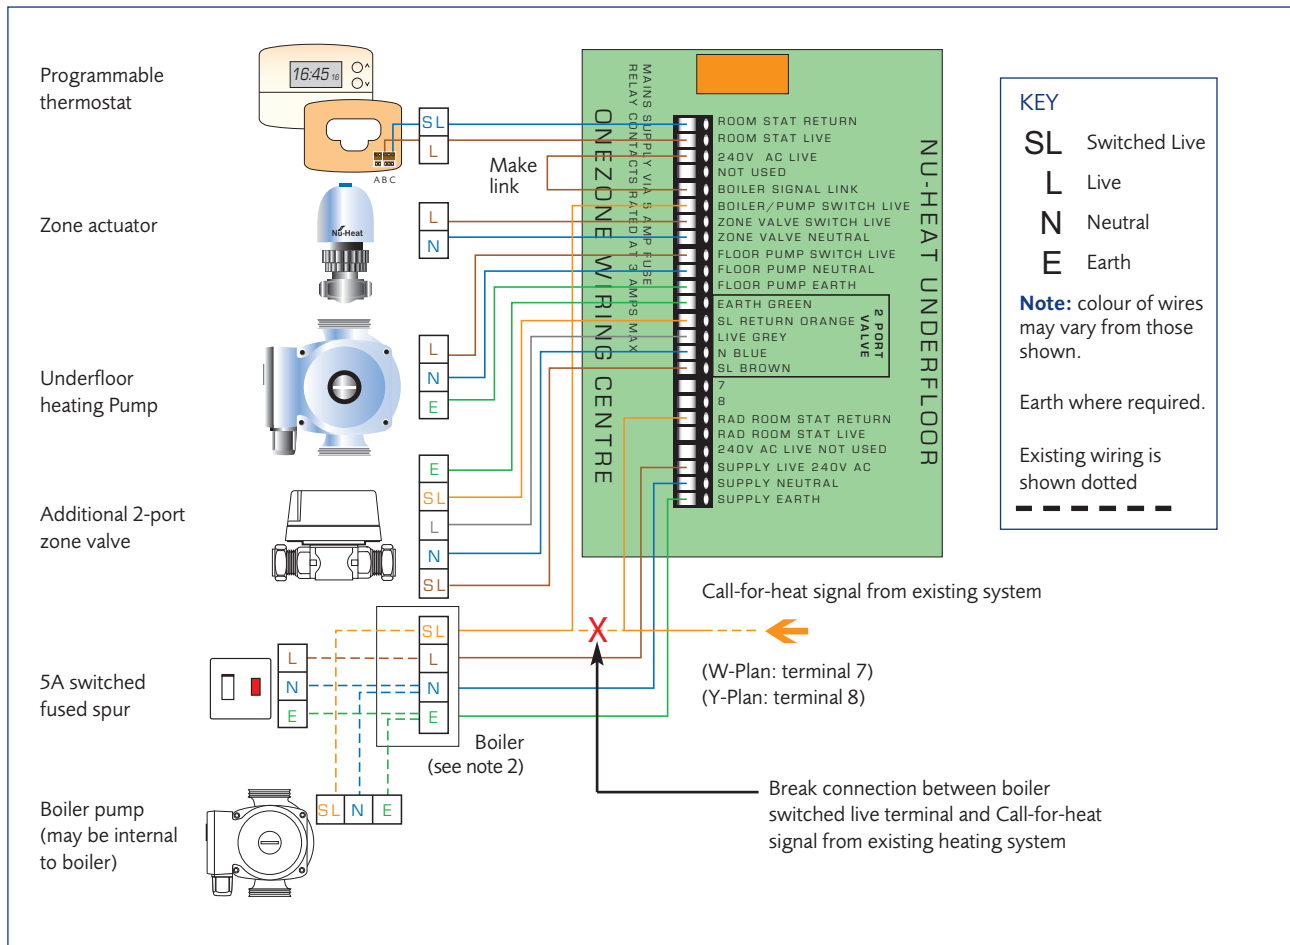 Programmable
thermostat
16:45 16
A B C
SL
L
Make
link
Zone actuator
Nu-Heat
L
N
Underfloor
heating Pump
L
N
E
Additional 2-port
zone valve
E
SL
L
N
SL
5A switched
fused spur
L
N
E
SL
L
N
E
Boiler
(see note 2)
Boiler pump
(may be internal
to boiler)
SL N E
MAINS SUPPLY VIA 5 AMP FUSE
RELAY CONTACTS RATED AT 3 AMPS MAX
ONEZONE WIRING CENTRE
ROOM STAT RETURN
ROOM STAT LIVE
240V AC LIVE
NOT USED
BOILER SIGNAL LINK
BOILER/PUMP SWITCH LIVE
ZONE VALVE SWITCH LIVE
ZONE VALVE NEUTRAL
FLOOR PUMP SWITCH LIVE
FLOOR PUMP NEUTRAL
FLOOR PUMP EARTH
EARTH GREEN
SL RETURN ORANGE
LIVE GREY
N BLUE
SL BROWN
2 PORT
VALVE
7
8
RAD ROOM STAT RETURN
RAD ROOM STAT LIVE
240V AC LIVE NOT USED
SUPPLY LIVE 240V AC
SUPPLY NEUTRAL
SUPPLY EARTH
NU-HEAT UNDERFLOOR
Call-for-heat signal from existing system
X
(W-Plan: terminal 7)
(Y-Plan: terminal 8)
Break connection between boiler
switched live terminal and Call-for-heat
signal from existing heating system
KEY
SL Switched Live
L Live
N Neutral
E Earth
Note: colour of wires
may vary from those
shown.
Earth where required.
Existing wiring is
shown dotted